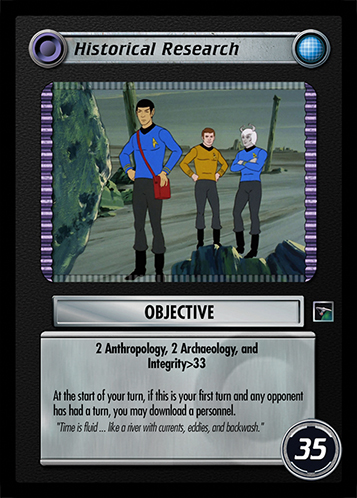 Historical Research
OBJECTIVE
2 Anthropology, 2 Archaeology, and
Integrity>33
At the start of your turn, if this is your first turn and any opponent
has had a turn, you may download a personnel.
"Time is fluid ... like a river with currents, eddies, and backwash."
35